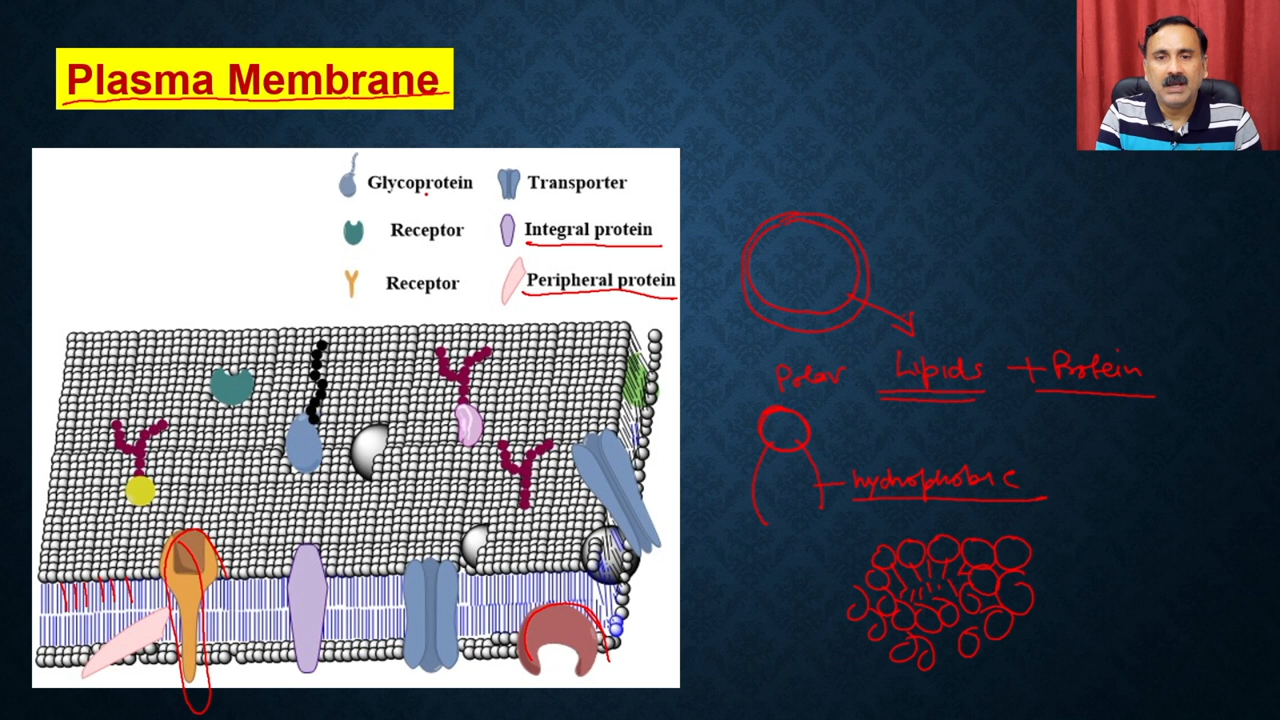 Plasma Membrane
Glycoprotein Transporter
Receptor Integral protein
Receptor Peripheral protein
Polar Lipids + Protein
hydrophobic